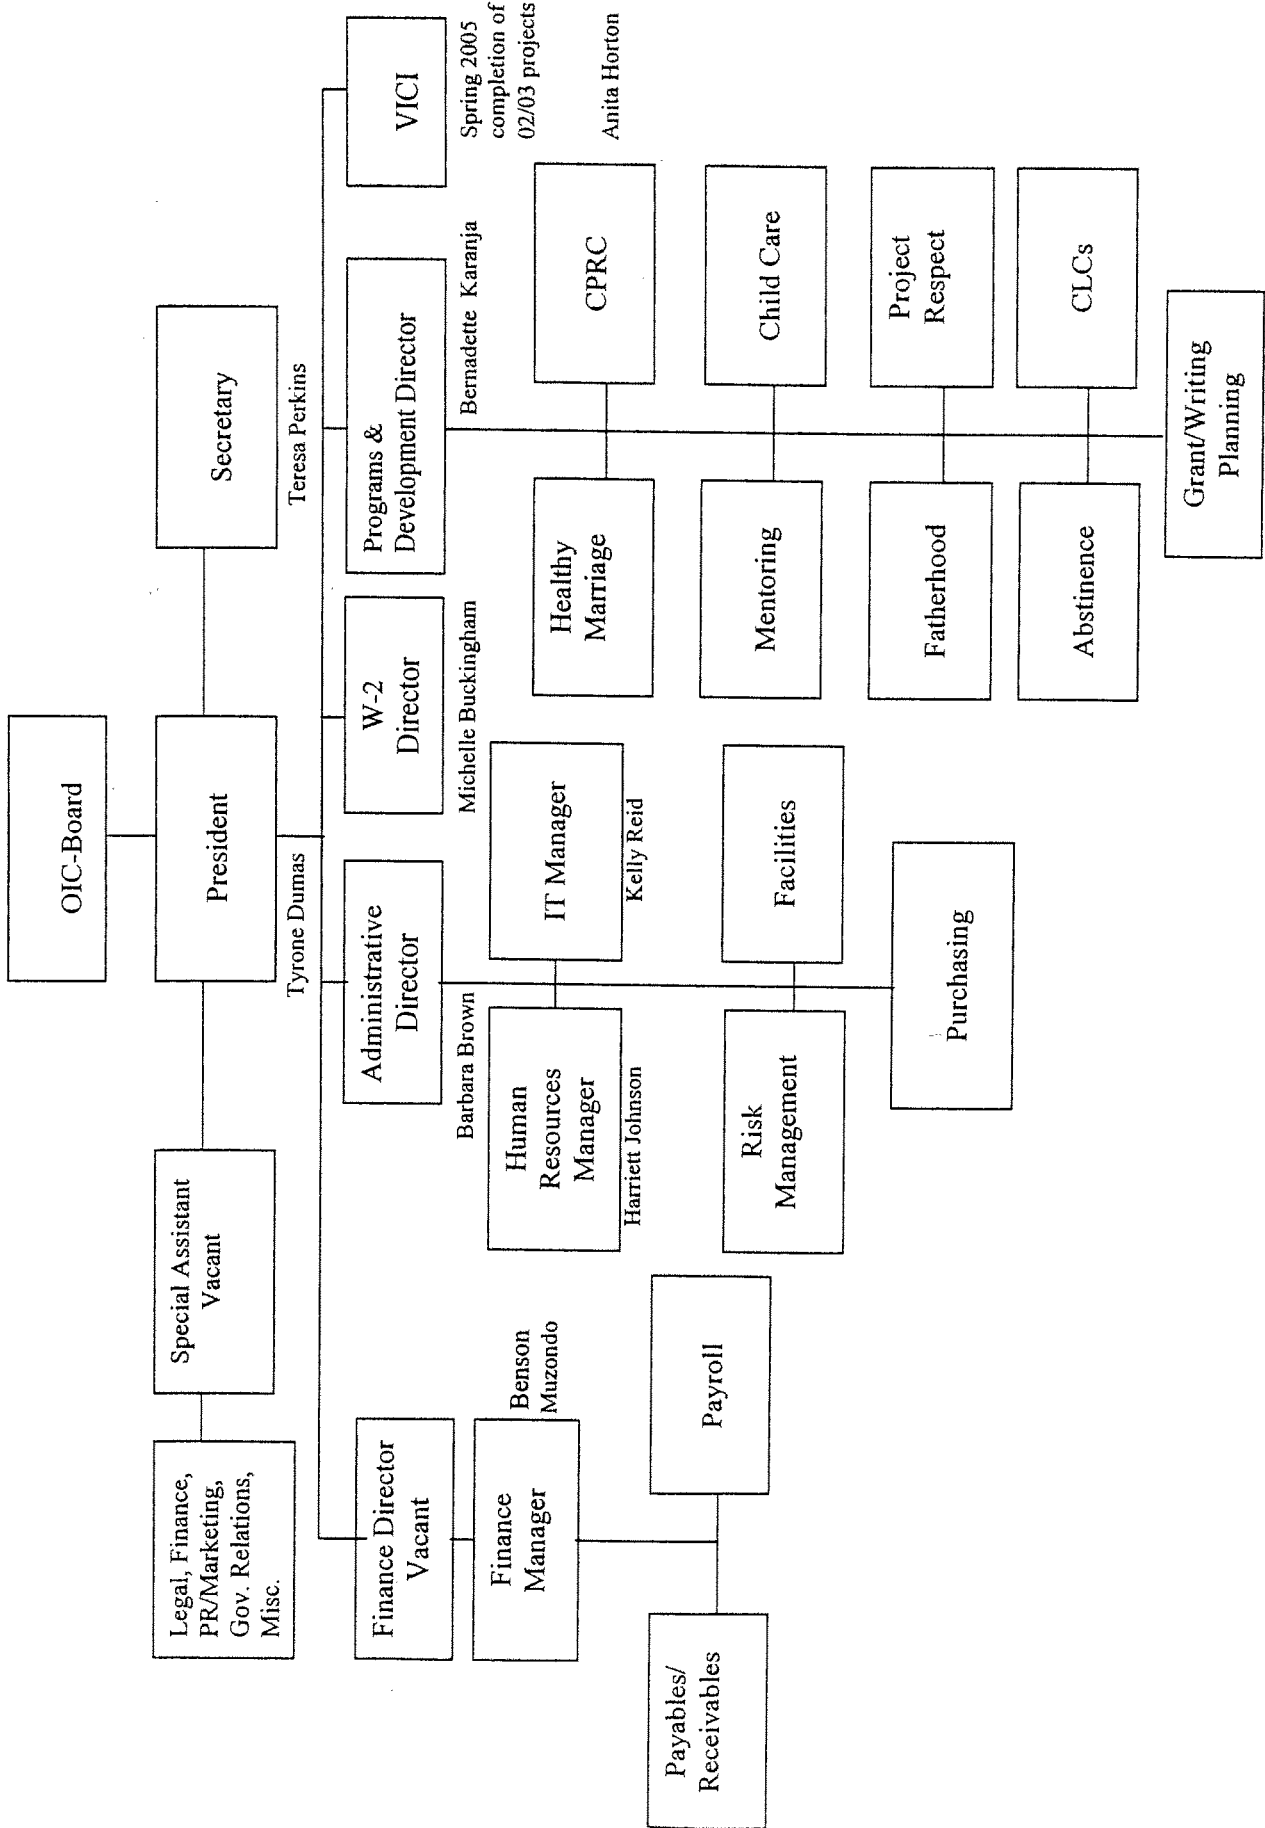 OIC-Board
Legal, Finance,
PR/Marketing,
Gov. Relations,
Misc.
Special Assistant
Vacant
President
Tyrone Dumas
Secretary
Teresa Perkins
Finance Director
Vacant
Administrative
Director
Barbara Brown
W-2
Director
Michelle Buckingham
Programs &
Development Director
Bernadette Karanja
VICI
Spring 2005
completion of
02/03 projects
Anita Horton
Finance
Manager
Benson
Muzondo
Payables/
Receivables
Payroll
Human
Resources
Manager
Harriett Johnson
IT Manager
Kelly Reid
Risk
Management
Facilities
Purchasing
Healthy
Marriage
CPRC
Mentoring
Child Care
Fatherhood
Project
Respect
Abstinence
CLCs
Grant/Writing
Planning